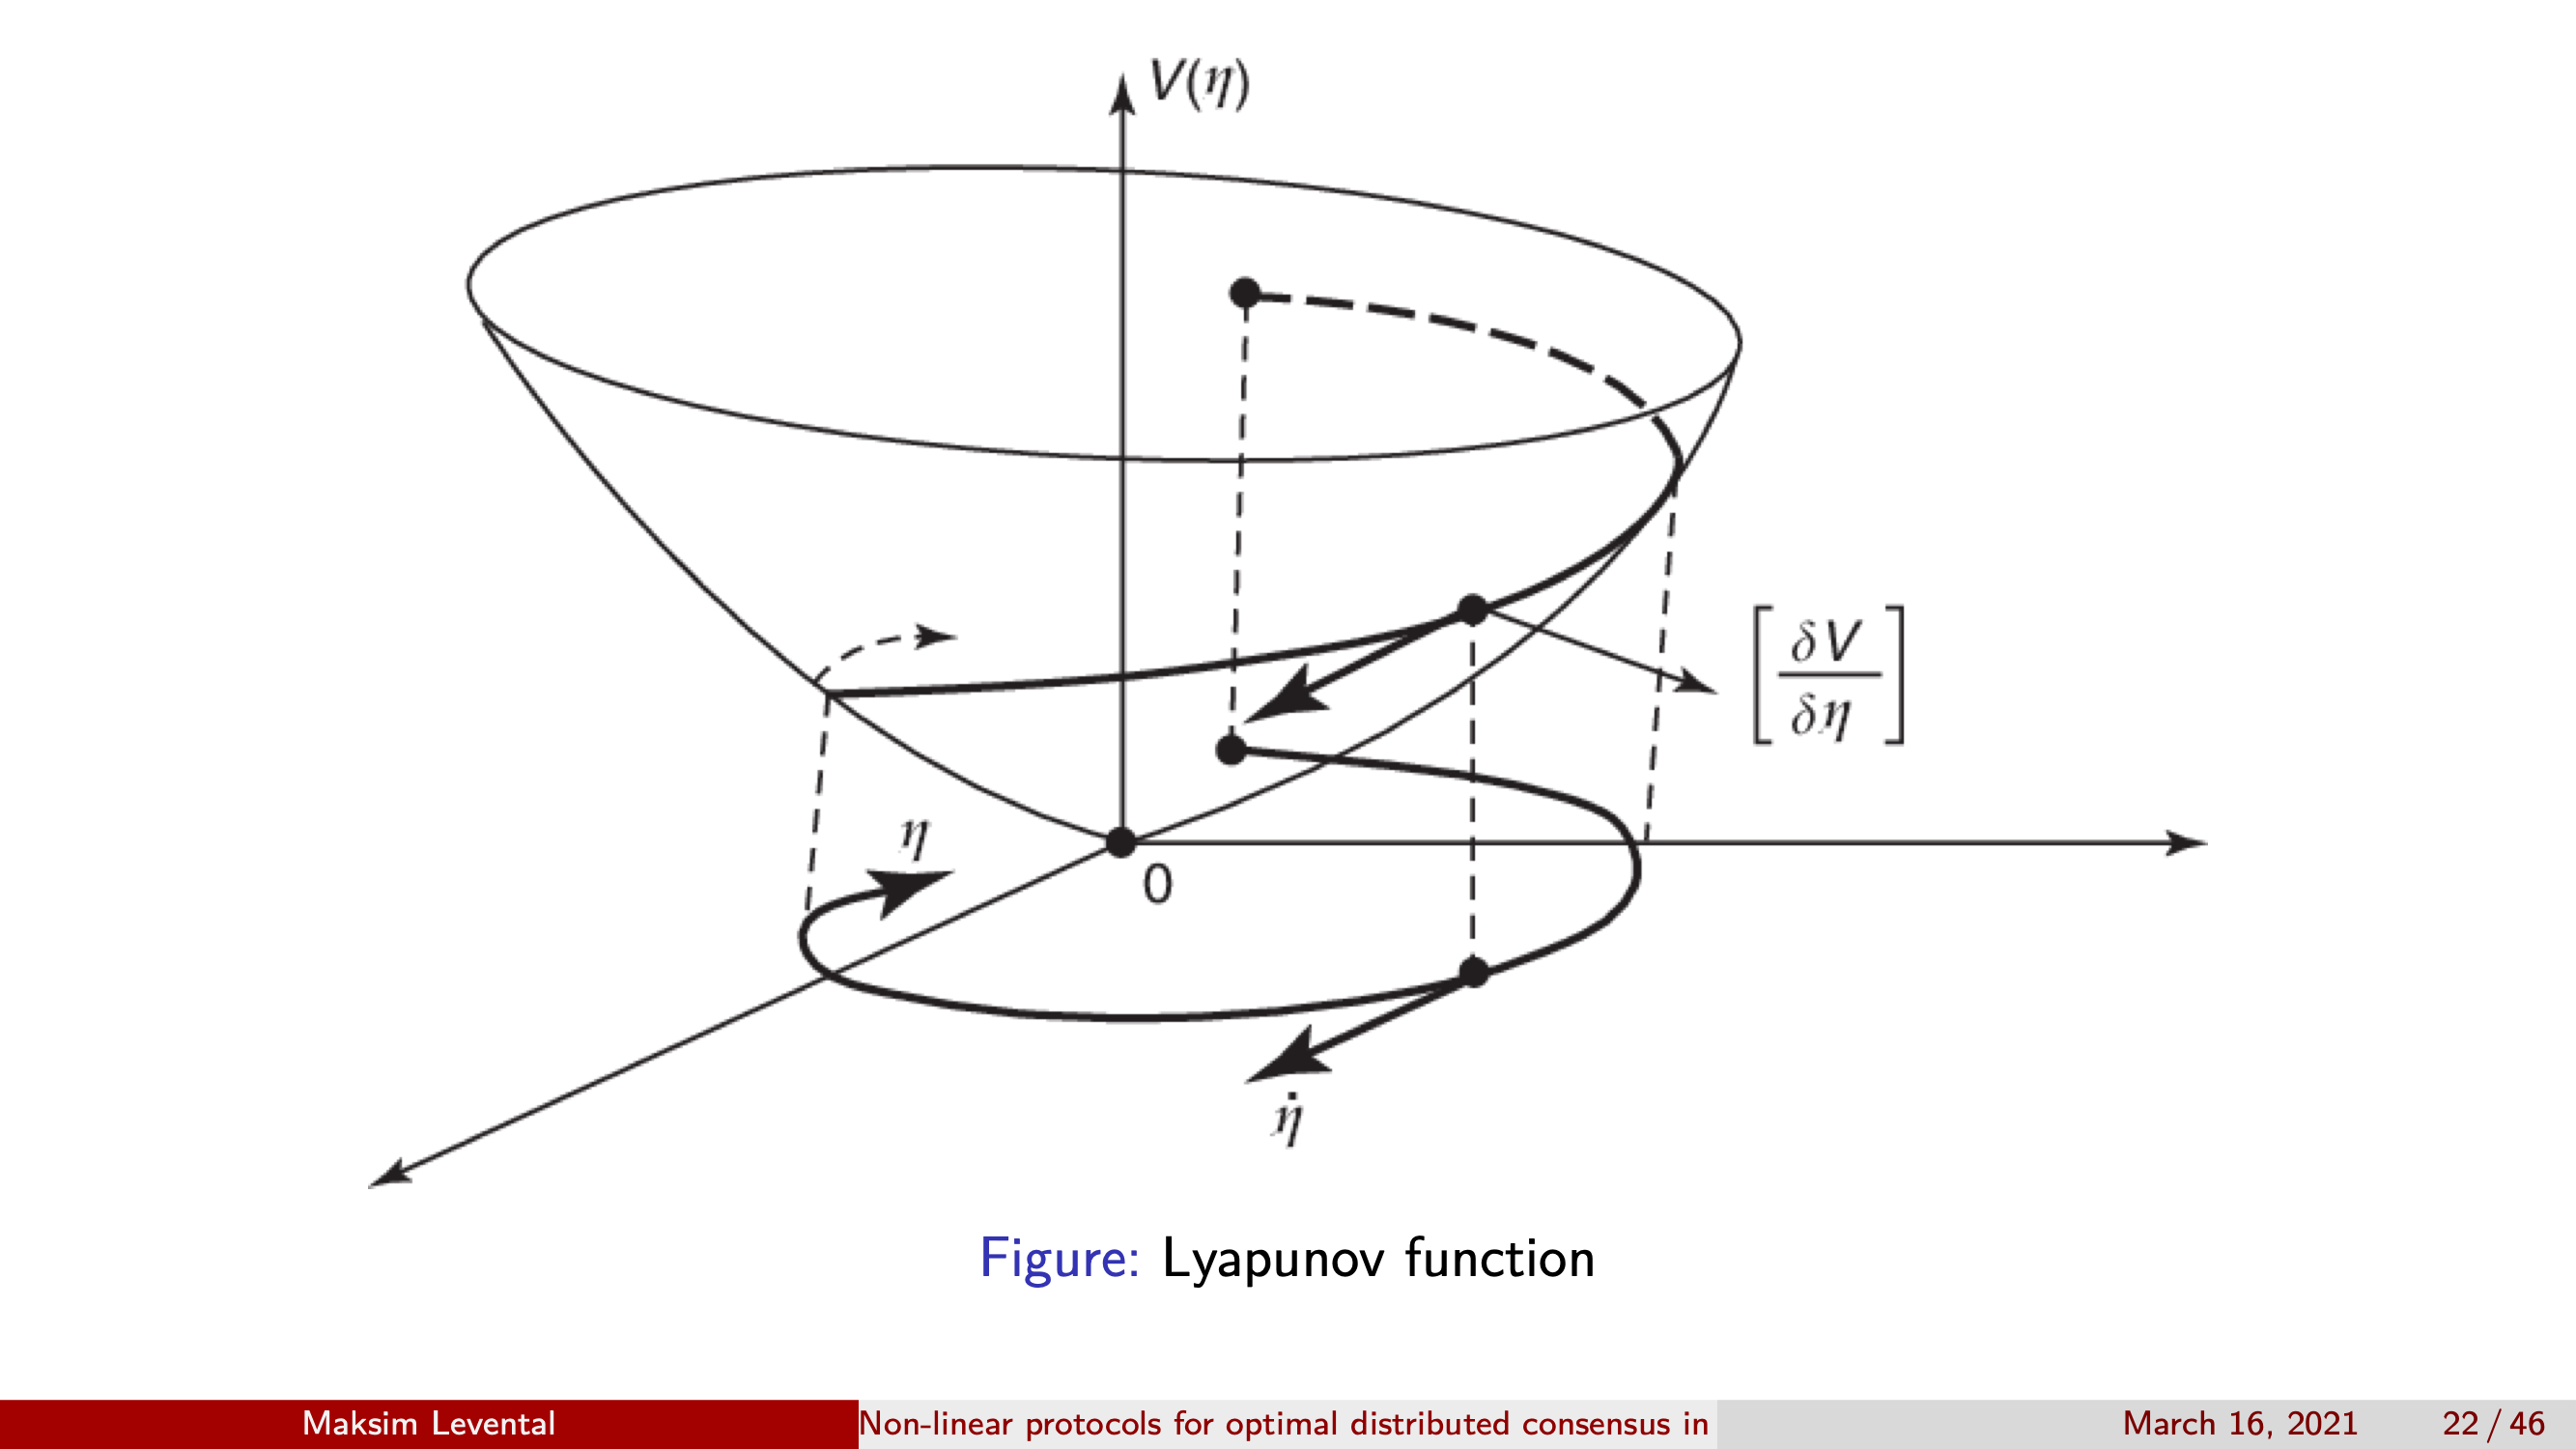 V(η)
[δV/δη]
η
0
η̇
Figure: Lyapunov function
Maksim Levental
Non-linear protocols for optimal distributed consensus in
March 16, 2021
22 / 46